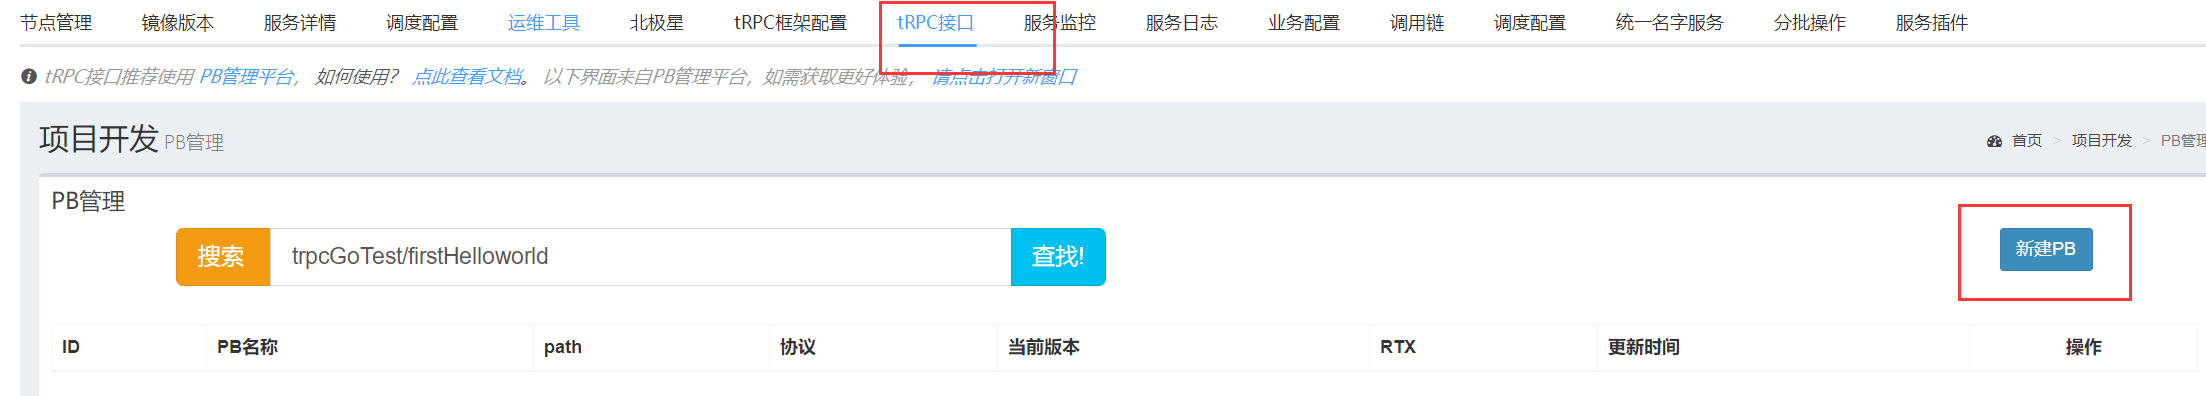 节点管理 镜像版本 服务详情 调度配置 运维工具 北极星 tRPC框架配置 tRPC接口 服务监控 服务日志 业务配置 调用链 调度配置 统一名字服务 分批操作 服务插件
tRPC接口推荐使用 PB管理平台， 如何使用？ 点此查看文档。 以下界面来自PB管理平台，如需获取更好体验， 请点击打开新窗口
项目开发 PB管理 首页 > 项目开发 > PB管理
PB管理
搜索 trpcGoTest/firstHelloworld 查找! 新建PB
ID PB名称 path 协议 当前版本 RTX 更新时间 操作